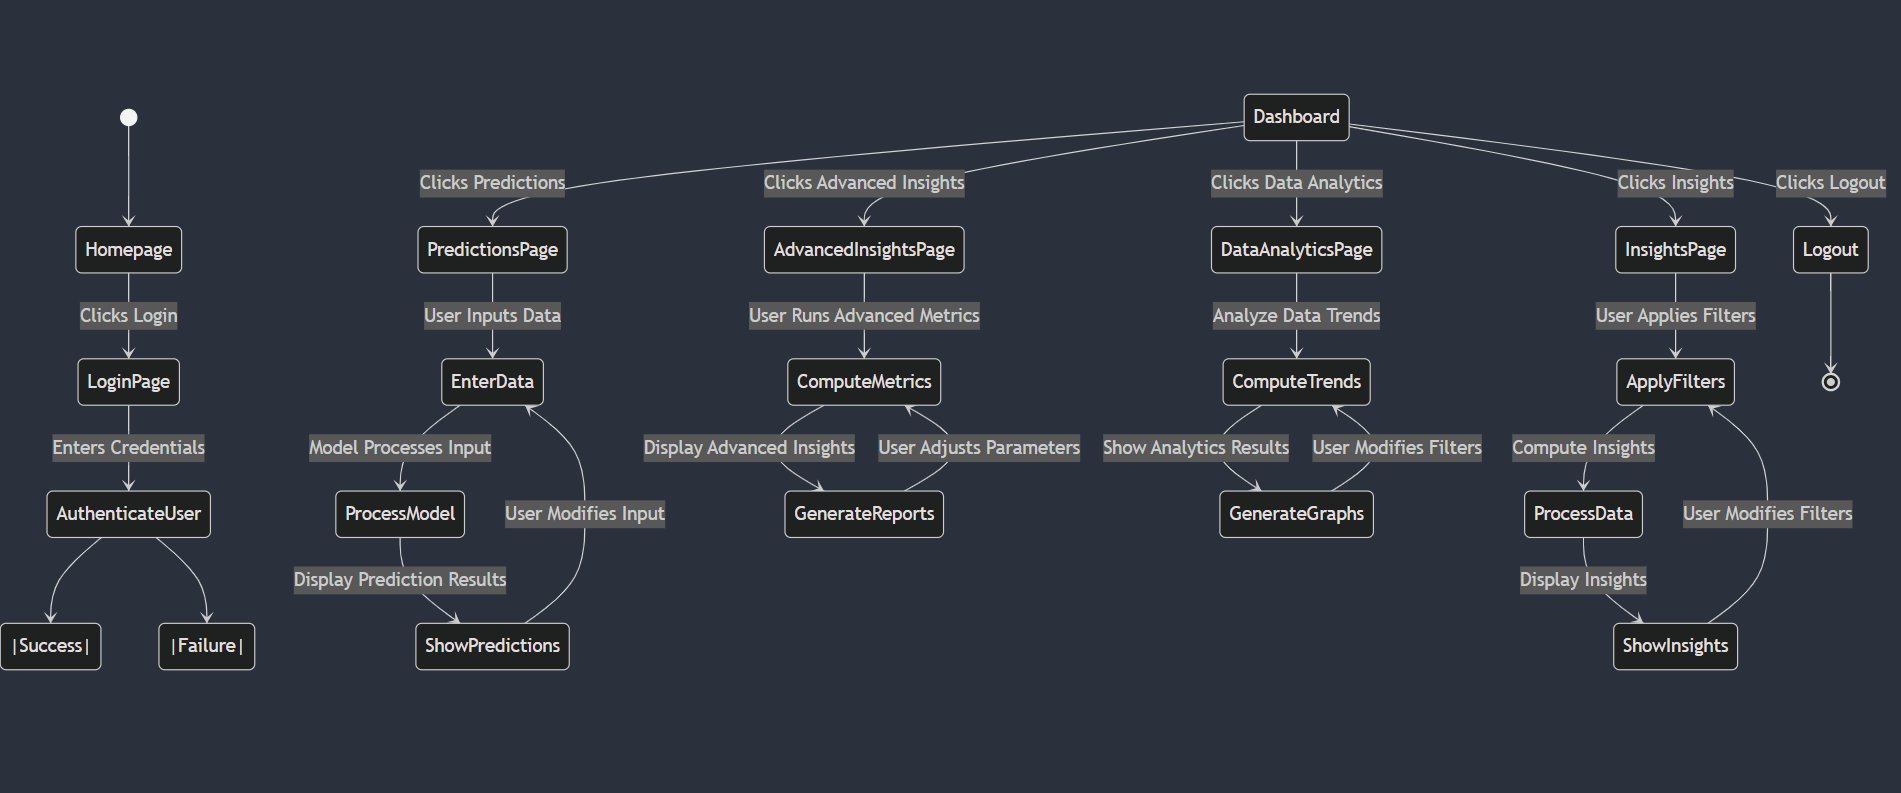 Dashboard
Clicks Predictions
Clicks Advanced Insights
Clicks Data Analytics
Clicks Insights
Clicks Logout
Homepage
PredictionsPage
AdvancedInsightsPage
DataAnalyticsPage
InsightsPage
Logout
Clicks Login
User Inputs Data
User Runs Advanced Metrics
Analyze Data Trends
User Applies Filters
LoginPage
EnterData
ComputeMetrics
ComputeTrends
ApplyFilters
Enters Credentials
Model Processes Input
Display Advanced Insights
User Adjusts Parameters
Show Analytics Results
User Modifies Filters
Compute Insights
AuthenticateUser
ProcessModel
User Modifies Input
GenerateReports
GenerateGraphs
ProcessData
User Modifies Filters
Display Prediction Results
Display Insights
|Success|
|Failure|
ShowPredictions
ShowInsights